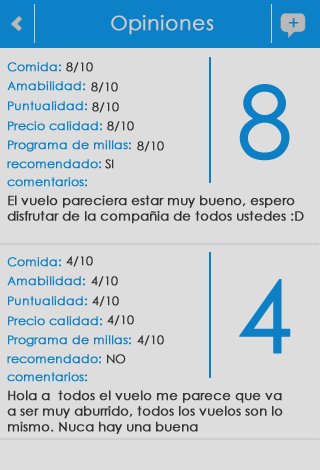 Opiniones
Comida: 8/10
Amabilidad: 8/10
Puntualidad: 8/10
Precio calidad: 8/10
Programa de millas: 8/10
recomendado: SI
comentarios:
El vuelo pareciera estar muy bueno, espero
disfrutar de la compañia de todos ustedes :D
8
Comida: 4/10
Amabilidad: 4/10
Puntualidad: 4/10
Precio calidad: 4/10
Programa de millas: 4/10
recomendado: NO
comentarios:
Hola a todos el vuelo me parece que va
a ser muy aburrido, todos los vuelos son lo
mismo. Nuca hay una buena
4